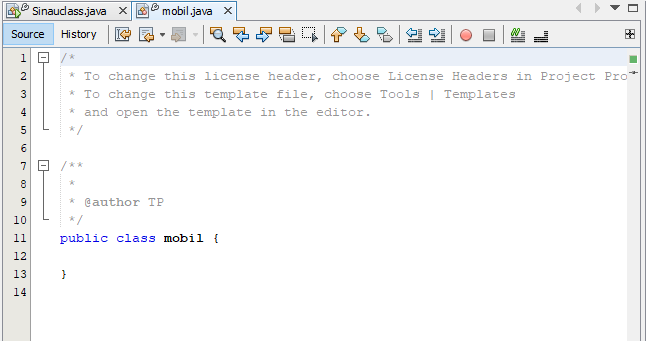 Sinauclass.java mobil.java
Source History
1 /*
2 * To change this license header, choose License Headers in Project Pro
3 * To change this template file, choose Tools | Templates
4 * and open the template in the editor.
5 */
6
7 /**
8 *
9 * @author TP
10 */
11 public class mobil {
12
13 }
14